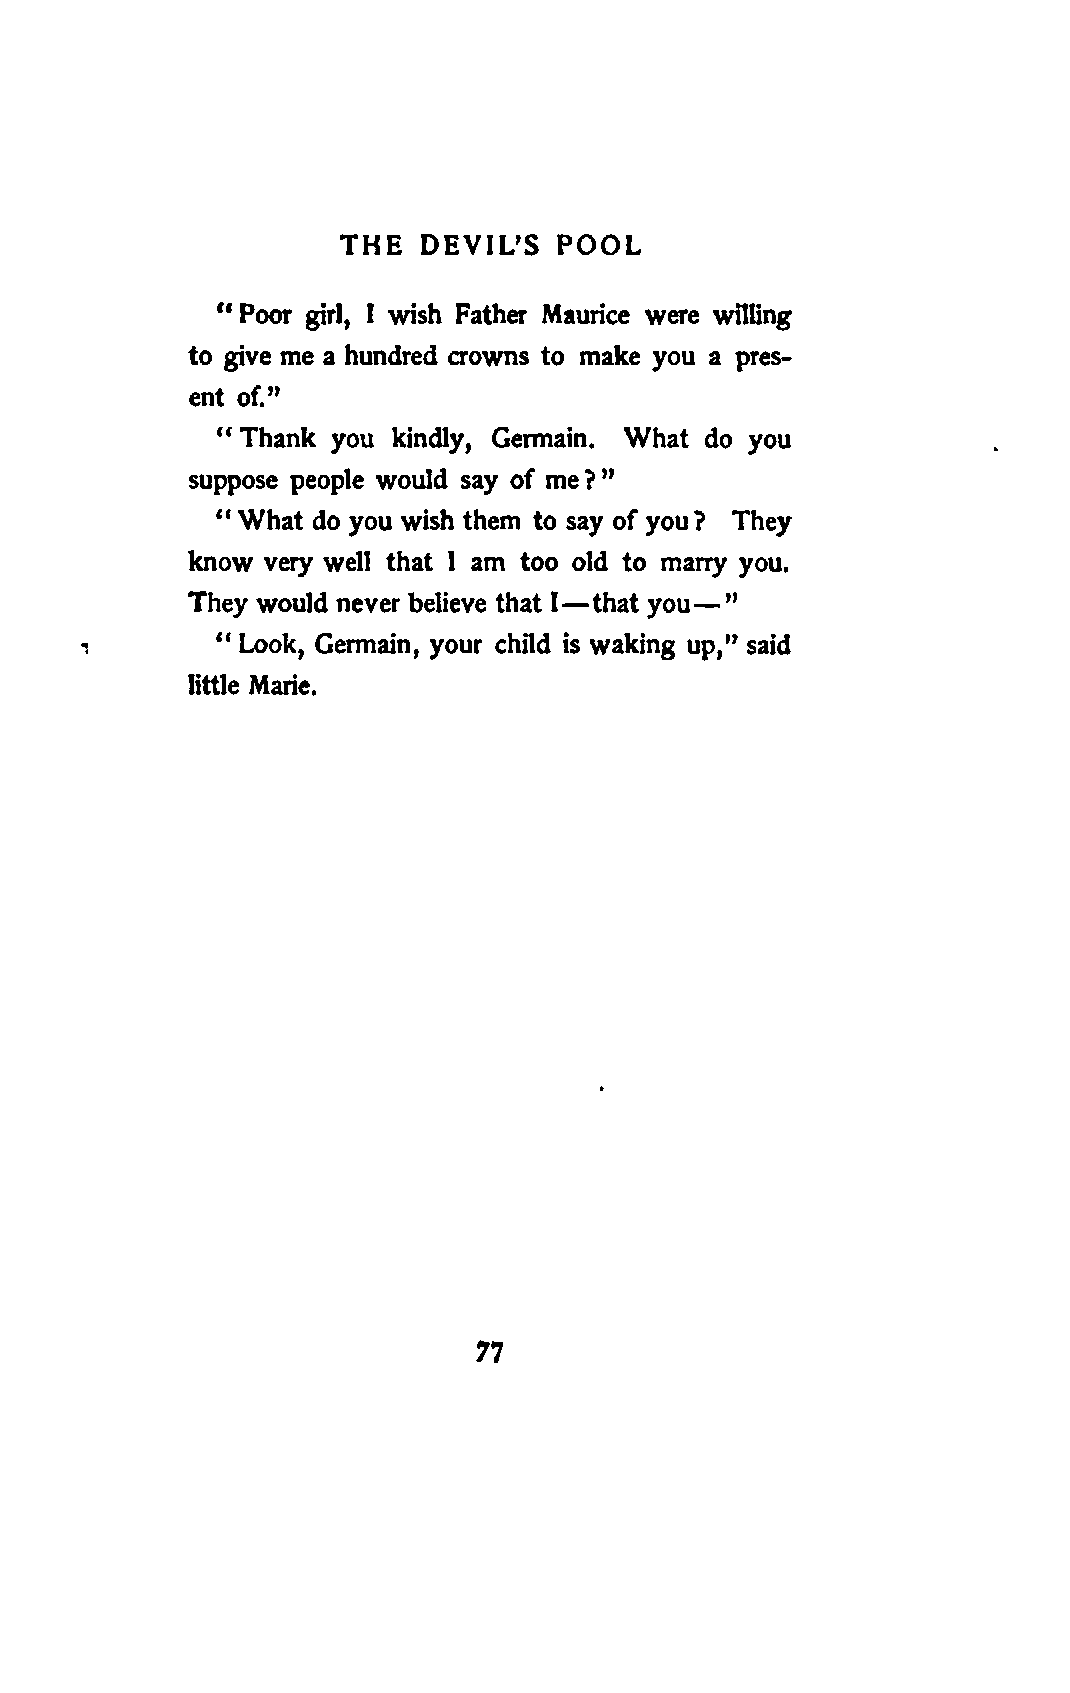 THE DEVIL'S POOL
“Poor girl, I wish Father Maurice were willing
to give me a hundred crowns to make you a pres-
ent of.”
“Thank you kindly, Germain. What do you
suppose people would say of me?”
“What do you wish them to say of you? They
know very well that I am too old to marry you.
They would never believe that I—that you—”
“Look, Germain, your child is waking up,” said
little Marie.
77